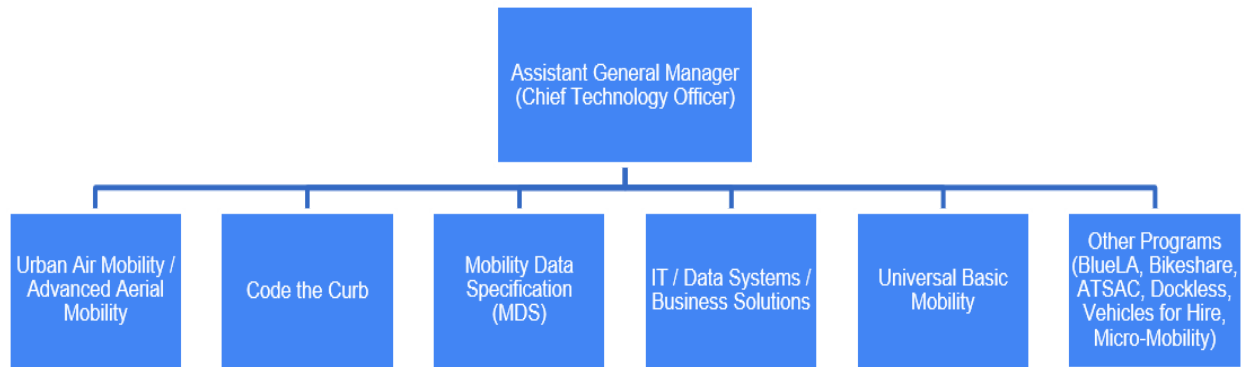 Assistant General Manager
(Chief Technology Officer)
Urban Air Mobility /
Advanced Aerial
Mobility
Code the Curb
Mobility Data
Specification
(MDS)
IT / Data Systems /
Business Solutions
Universal Basic
Mobility
Other Programs
(BlueLA, Bikeshare,
ATSAC, Dockless,
Vehicles for Hire,
Micro-Mobility)